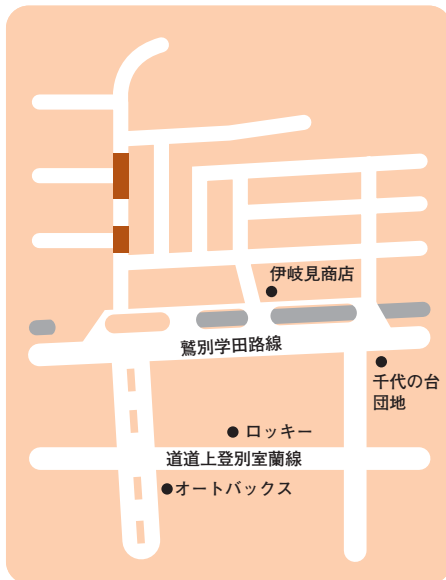 伊岐見商店
鷲別学田路線
千代の台
団地
ロッキー
道道上登別室蘭線
オートバックス